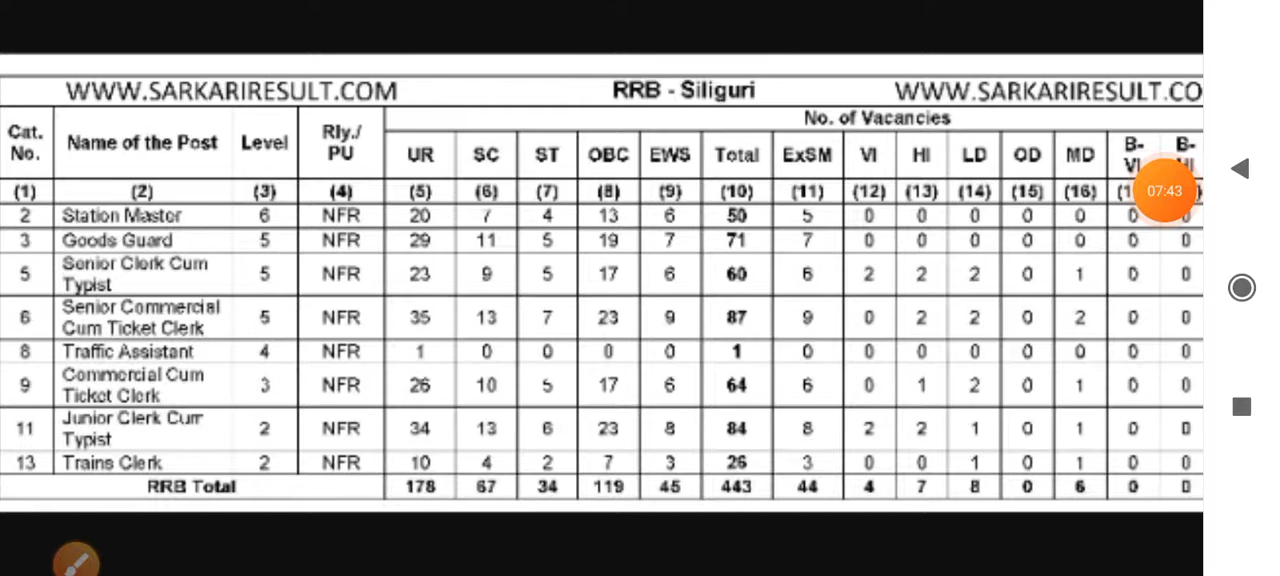 WWW.SARKARIRESULT.COM RRB - Siliguri WWW.SARKARIRESULT.CO
Cat. No. Name of the Post Level Rly./ PU No. of Vacancies
UR SC ST OBC EWS Total ExSM VI HI LD OD MD B- VI B-
(1) (2) (3) (4) (5) (6) (7) (8) (9) (10) (11) (12) (13) (14) (15) (16)
2 Station Master 6 NFR 20 7 4 13 6 50 5 0 0 0 0 0 0 0
3 Goods Guard 5 NFR 29 11 5 19 7 71 7 0 0 0 0 0 0 0
5 Senior Clerk Cum Typist 5 NFR 23 9 5 17 6 60 6 2 2 2 0 1 0 0
6 Senior Commercial Cum Ticket Clerk 5 NFR 35 13 7 23 9 87 9 0 2 2 0 2 0 0
8 Traffic Assistant 4 NFR 1 0 0 0 0 1 0 0 0 0 0 0 0 0
9 Commercial Cum Ticket Clerk 3 NFR 26 10 5 17 6 64 6 0 1 2 0 1 0 0
11 Junior Clerk Cum Typist 2 NFR 34 13 6 23 8 84 8 2 2 1 0 1 0 0
13 Trains Clerk 2 NFR 10 4 2 7 3 26 3 0 0 1 0 1 0 0
RRB Total 178 67 34 119 45 443 44 4 7 8 0 6 0 0
07:43